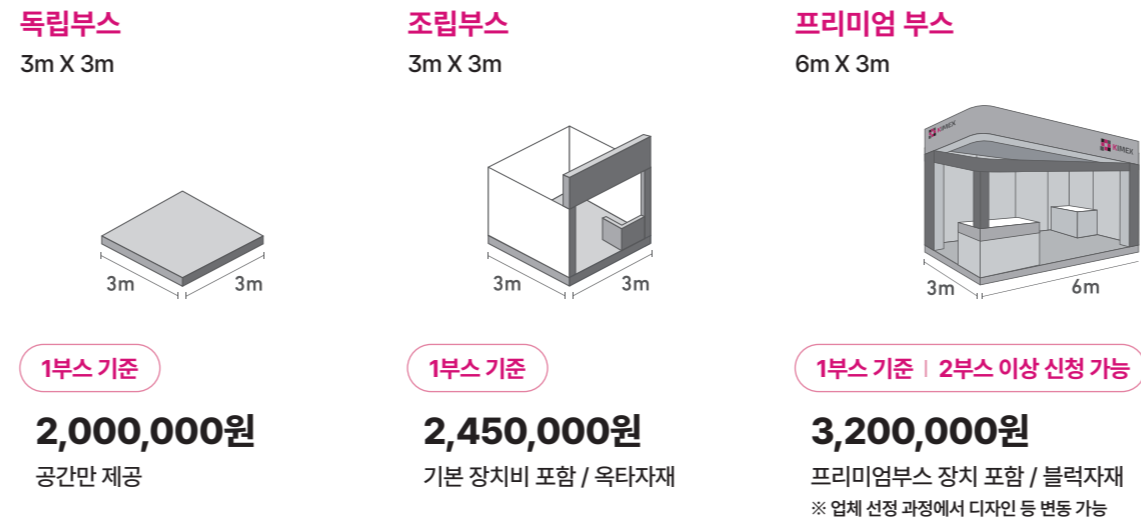 독립부스
3m X 3m
3m
3m
1부스 기준
2,000,000원
공간만 제공
조립부스
3m X 3m
3m
3m
1부스 기준
2,450,000원
기본 장치비 포함 / 옥타자재
프리미엄 부스
6m X 3m
KIMEX
KIMEX
3m
6m
1부스 기준 | 2부스 이상 신청 가능
3,200,000원
프리미엄부스 장치 포함 / 블럭자재
※ 업체 선정 과정에서 디자인 등 변동 가능